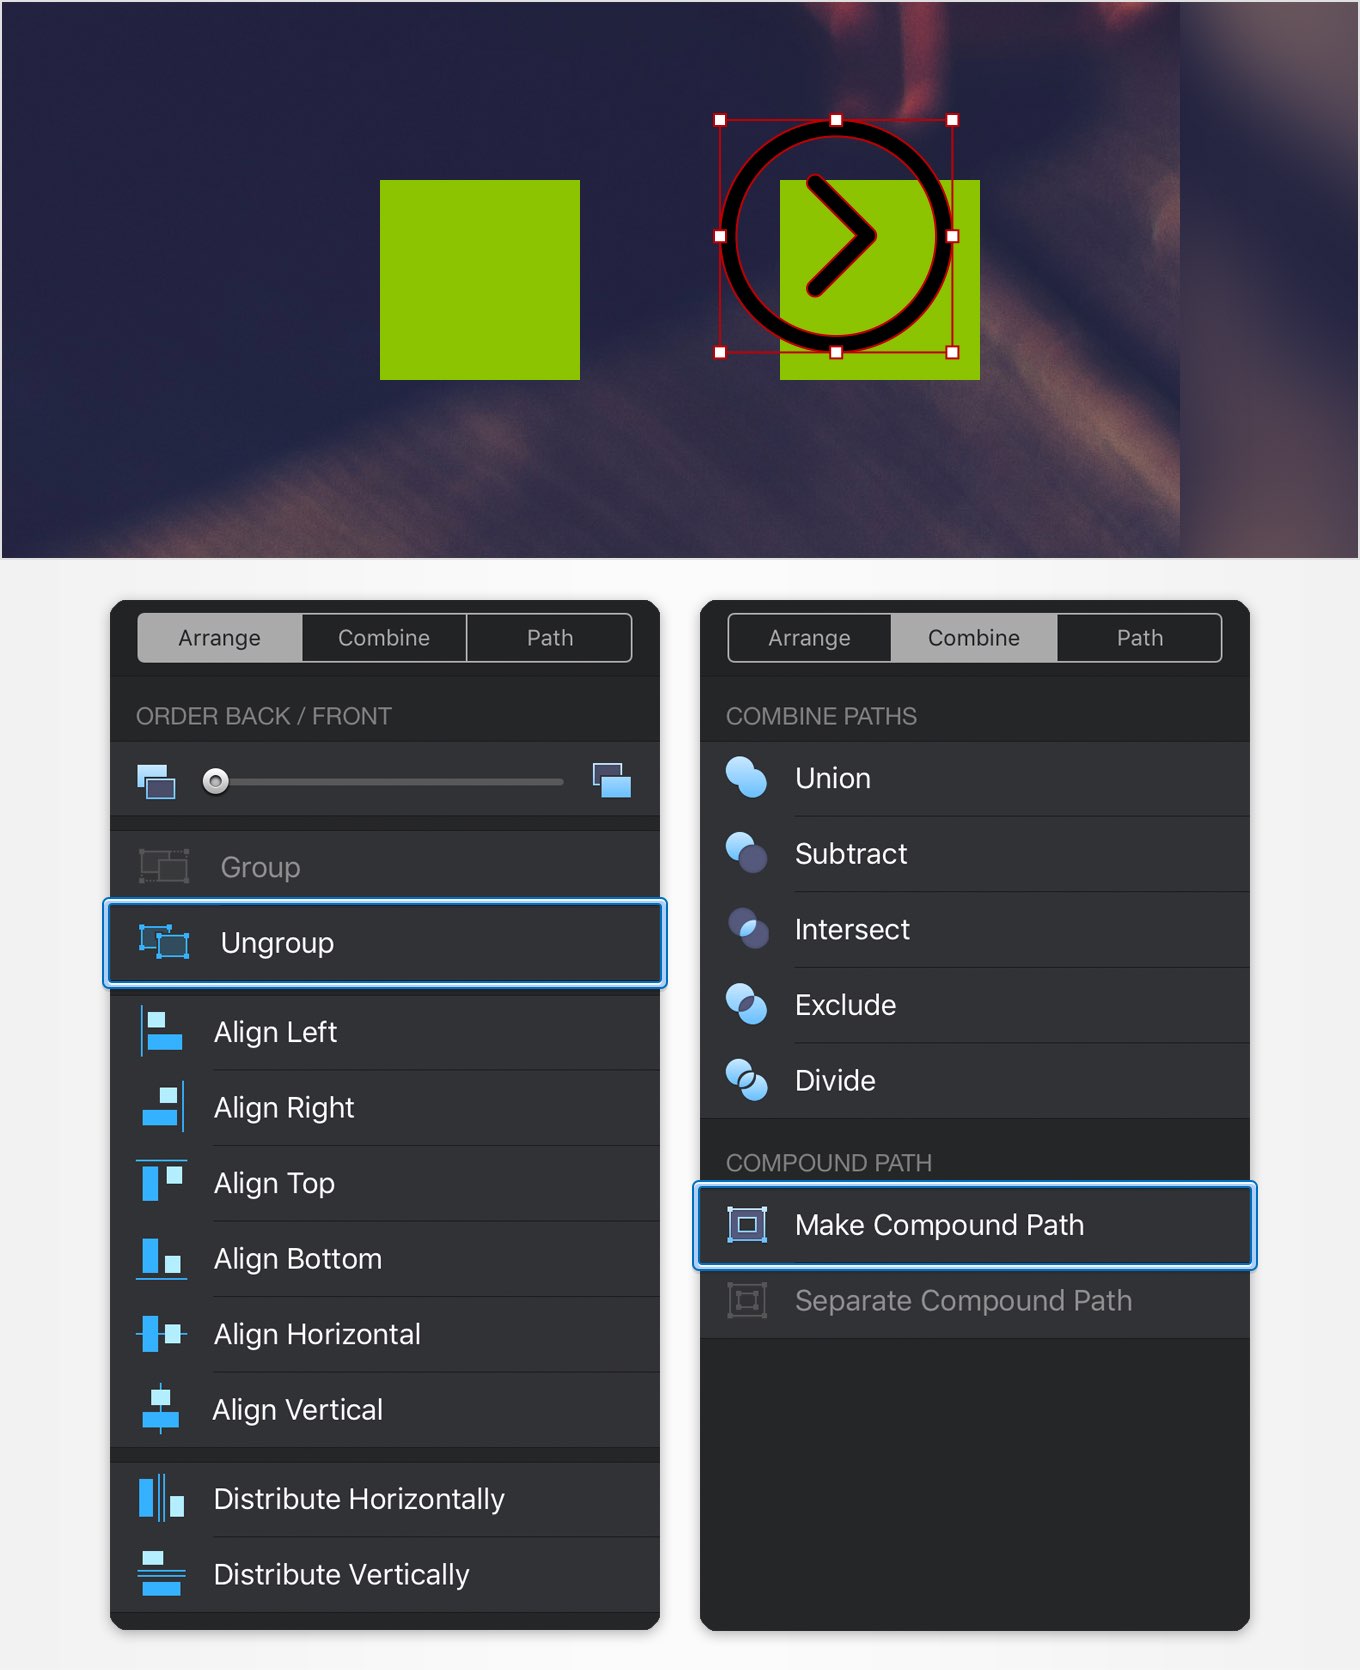 Arrange
Combine
Path
ORDER BACK / FRONT
Group
Ungroup
Align Left
Align Right
Align Top
Align Bottom
Align Horizontal
Align Vertical
Distribute Horizontally
Distribute Vertically
Arrange
Combine
Path
COMBINE PATHS
Union
Subtract
Intersect
Exclude
Divide
COMPOUND PATH
Make Compound Path
Separate Compound Path